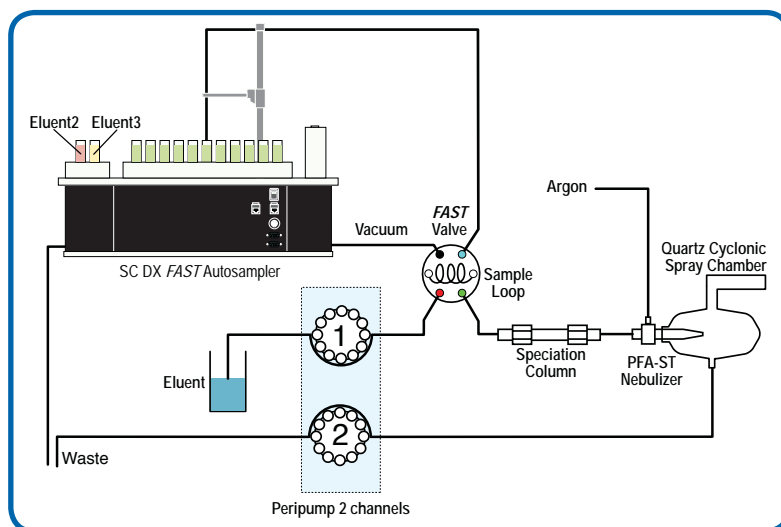 Eluent2 Eluent3
SC DX FAST Autosampler
Vacuum
FAST
Valve
Sample
Loop
Argon
Quartz Cyclonic
Spray Chamber
PFA-ST
Nebulizer
Speciation
Column
Eluent
1
2
Waste
Peripump 2 channels